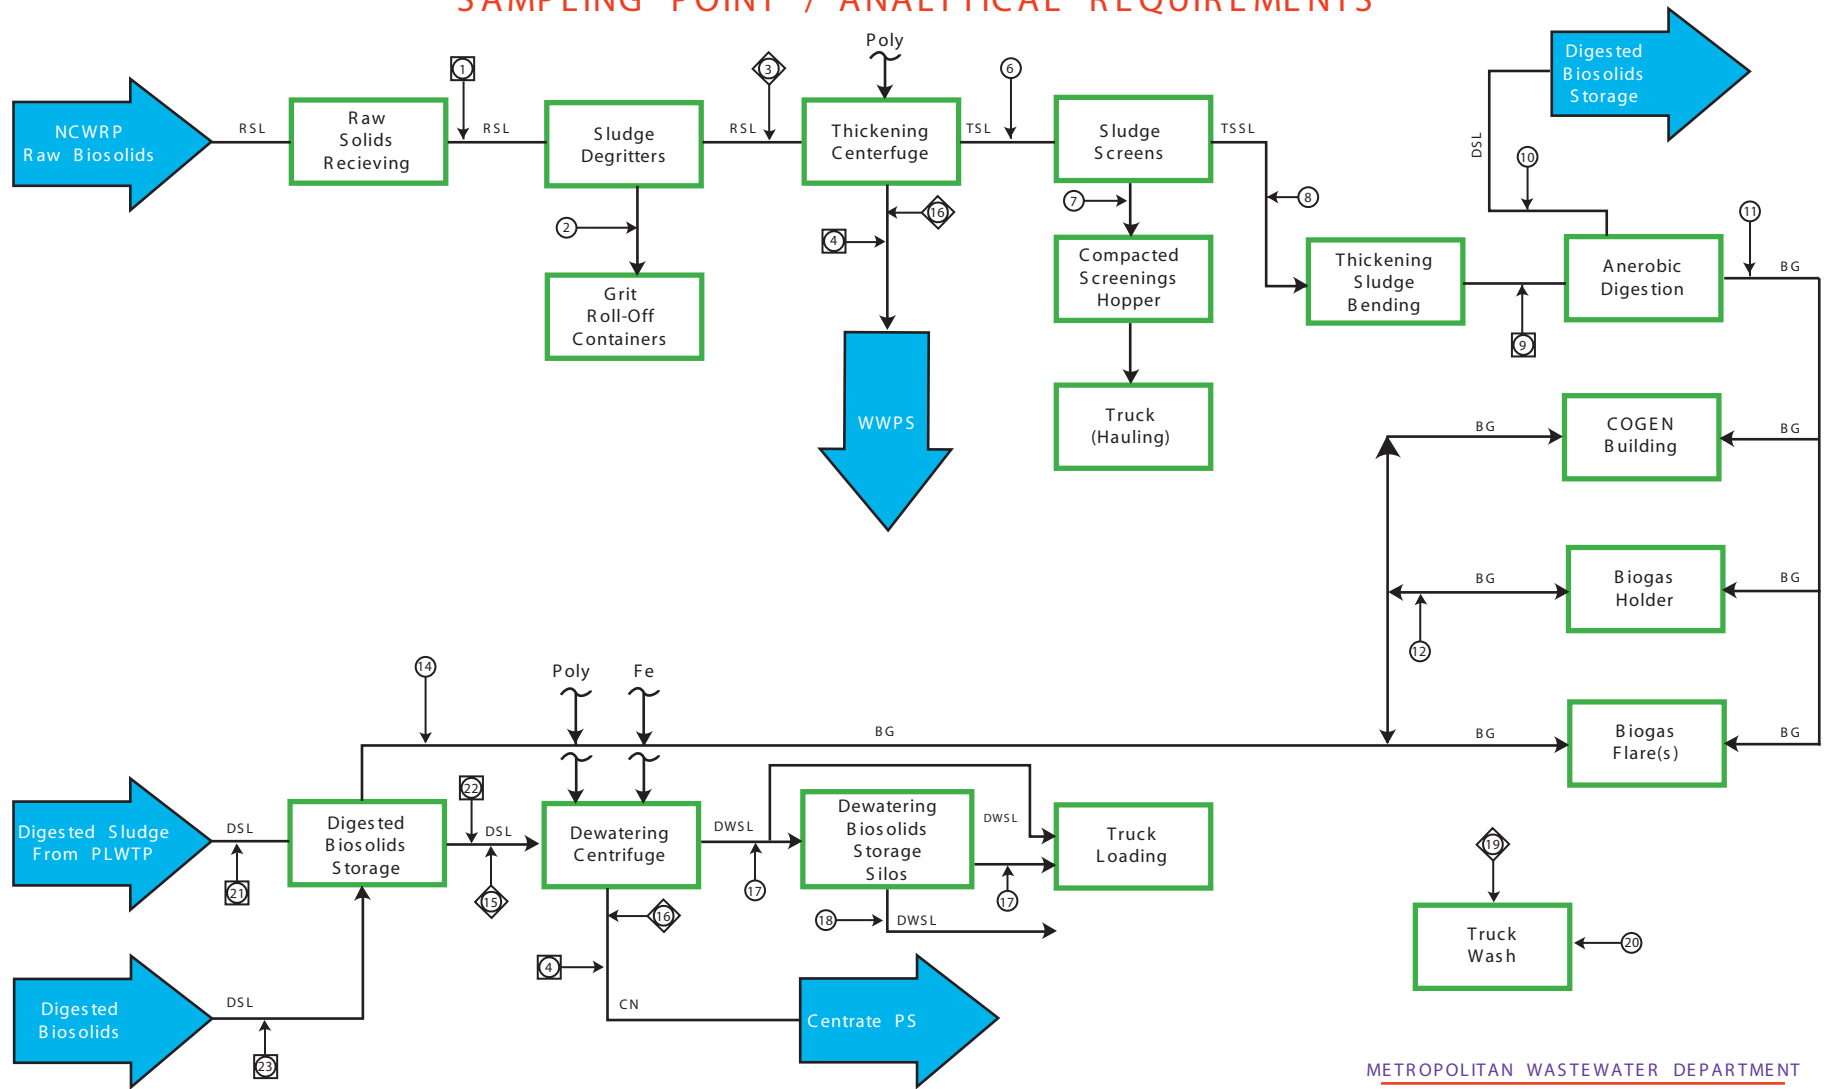 SAMPLING POINT / ANALYTICAL REQUIREMENTS
Poly
1
3
6
Digested
Biosolids
Storage
NCWRP
Raw Biosolids
RSL
Raw
Solids
Recieving
RSL
Sludge
Degritters
RSL
Thickening
Centerfuge
TSL
Sludge
Screens
TSSL
DSL
10
2
16
4
7
8
11
Grit
Roll-Off
Containers
Compacted
Screenings
Hopper
Thickening
Sludge
Bending
9
Anerobic
Digestion
BG
WWPS
Truck
(Hauling)
BG
COGEN
Building
BG
BG
Biogas
Holder
BG
12
14
Poly
Fe
BG
BG
Biogas
Flare(s)
BG
Digested Sludge
From PLWTP
DSL
21
Digested
Biosolids
Storage
22
DSL
15
Dewatering
Centrifuge
DWSL
17
Dewatering
Biosolids
Storage
Silos
DWSL
17
Truck
Loading
19
16
18
DWSL
Truck
Wash
20
4
Digested
Biosolids
DSL
23
CN
Centrate PS
METROPOLITAN WASTEWATER DEPARTMENT